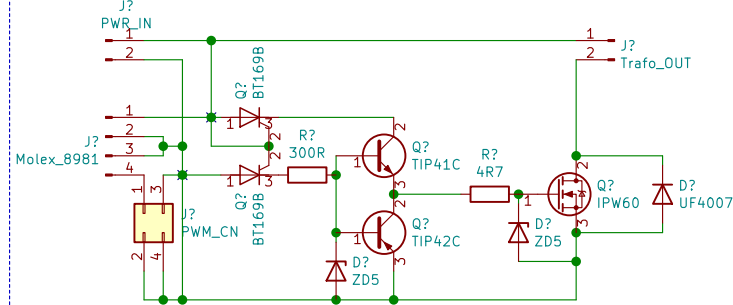 J?
PWR_IN
1
2
1
2
J?
Trafo_OUT
Q?
BT169B
1
3
2
2
1
2
3
4
J?
Molex_8981
1
3
Q?
BT169B
R?
300R
1
2
3
Q?
TIP41C
R?
4R7
1
2
3
Q?
IPW60
D?
UF4007
1
3
J?
PWM_CN
2
4
1
2
3
Q?
TIP42C
D?
ZD5
D?
ZD5